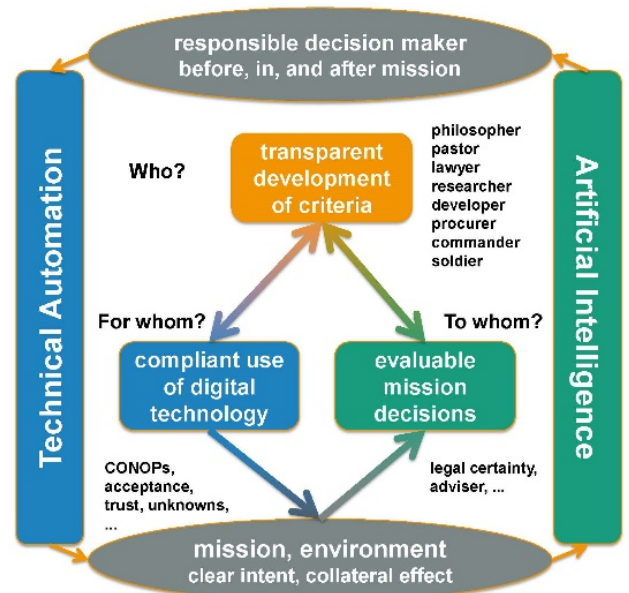 responsible decision maker
before, in, and after mission
Technical Automation
Artificial Intelligence
Who?
transparent
development
of criteria
philosopher
pastor
lawyer
researcher
developer
procurer
commander
soldier
For whom?
To whom?
compliant use
of digital
technology
evaluable
mission
decisions
CONOPs,
acceptance,
trust, unknowns,
...
legal certainty,
adviser, ...
mission, environment
clear intent, collateral effect